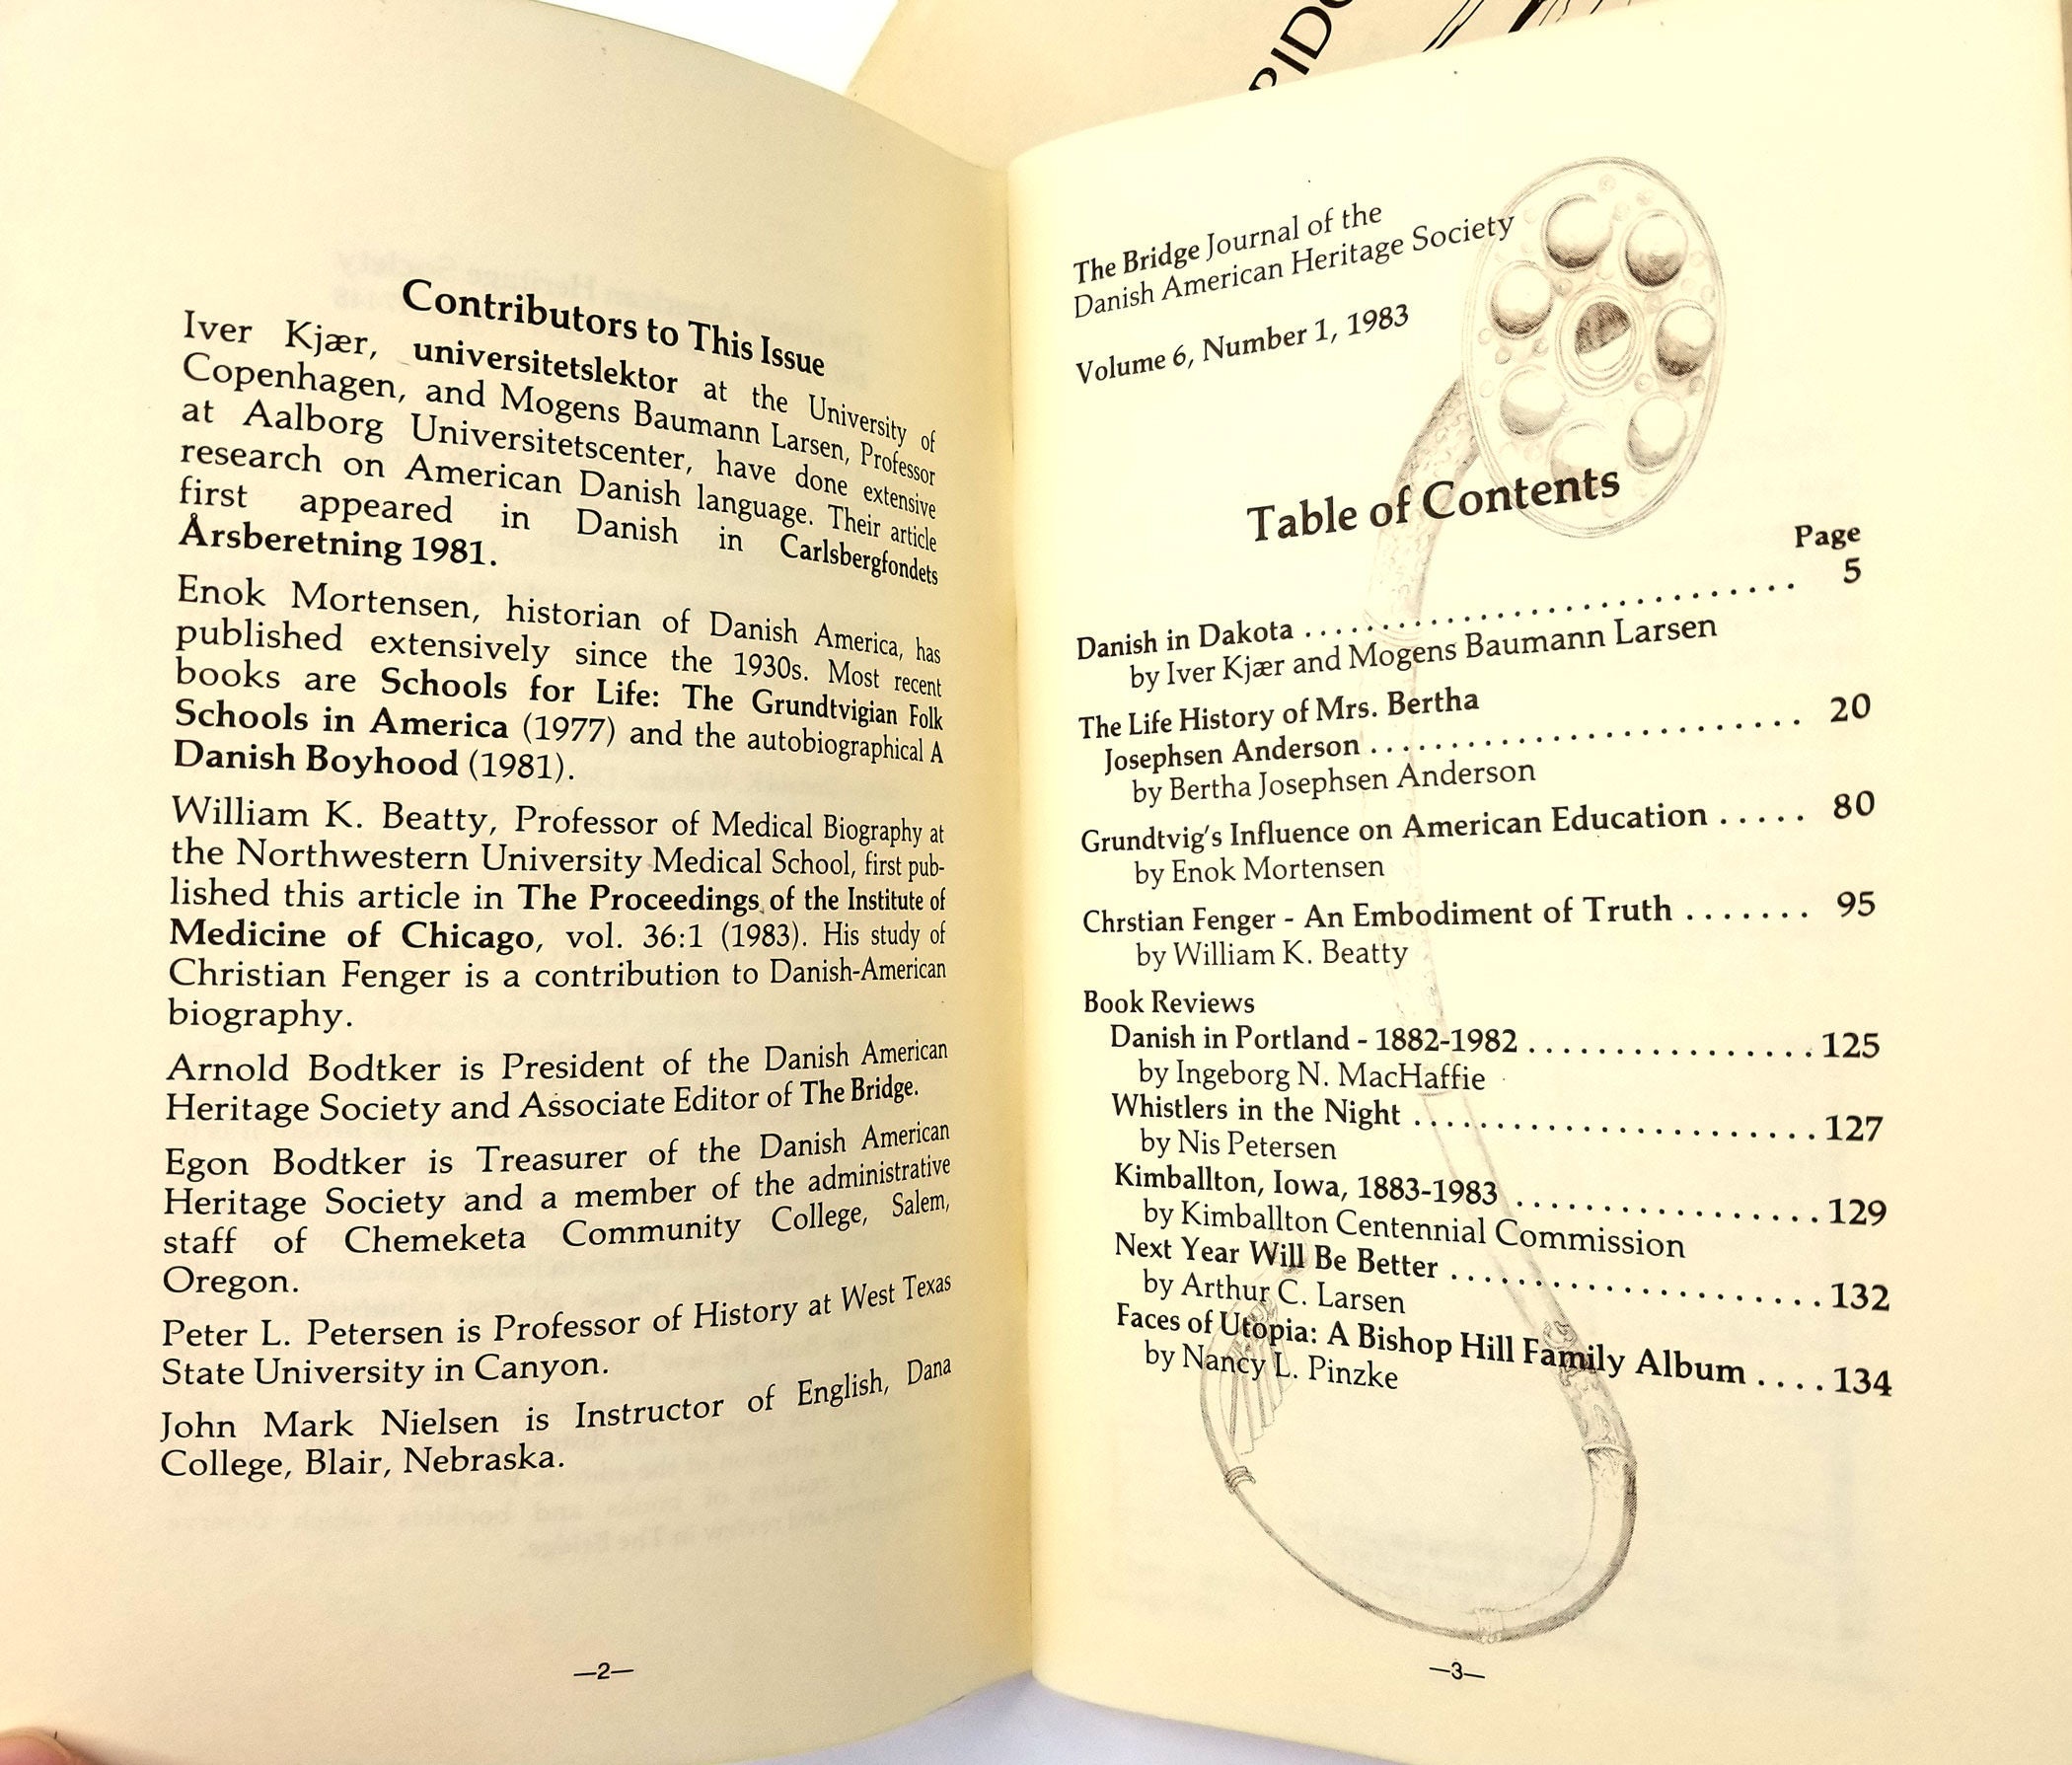 Contributors to This Issue
Iver Kjær, universitetslektor at the University of
Copenhagen, and Mogens Baumann Larsen, Professor
at Aalborg Universitetscenter, have done extensive
research on American Danish language. Their article
first appeared in Danish in Carlsbergfondets
Årsberetning 1981.
Enok Mortensen, historian of Danish America, has
published extensively since the 1930s. Most recent
books are Schools for Life: The Grundtvigian Folk
Schools in America (1977) and the autobiographical A
Danish Boyhood (1981).
William K. Beatty, Professor of Medical Biography at
the Northwestern University Medical School, first pub-
lished this article in The Proceedings of the Institute of
Medicine of Chicago, vol. 36:1 (1983). His study of
Christian Fenger is a contribution to Danish-American
biography.
Arnold Bodtker is President of the Danish American
Heritage Society and Associate Editor of The Bridge.
Egon Bodtker is Treasurer of the Danish American
Heritage Society and a member of the administrative
staff of Chemeketa Community College, Salem,
Oregon.
Peter L. Petersen is Professor of History at West Texas
State University in Canyon.
John Mark Nielsen is Instructor of English, Dana
College, Blair, Nebraska.
—2—
The Bridge Journal of the
Danish American Heritage Society
Volume 6, Number 1, 1983
Table of Contents
Page
Danish in Dakota .................................... 5
by Iver Kjær and Mogens Baumann Larsen
The Life History of Mrs. Bertha
Josephsen Anderson .......................... 20
by Bertha Josephsen Anderson
Grundtvig's Influence on American Education ..... 80
by Enok Mortensen
Chrstian Fenger - An Embodiment of Truth ....... 95
by William K. Beatty
Book Reviews
Danish in Portland - 1882-1982 ................ 125
by Ingeborg N. MacHaffie
Whistlers in the Night ....................... 127
by Nis Petersen
Kimballton, Iowa, 1883-1983 .................. 129
by Kimballton Centennial Commission
Next Year Will Be Better ...................... 132
by Arthur C. Larsen
Faces of Utopia: A Bishop Hill Family Album .... 134
by Nancy L. Pinzke
—3—